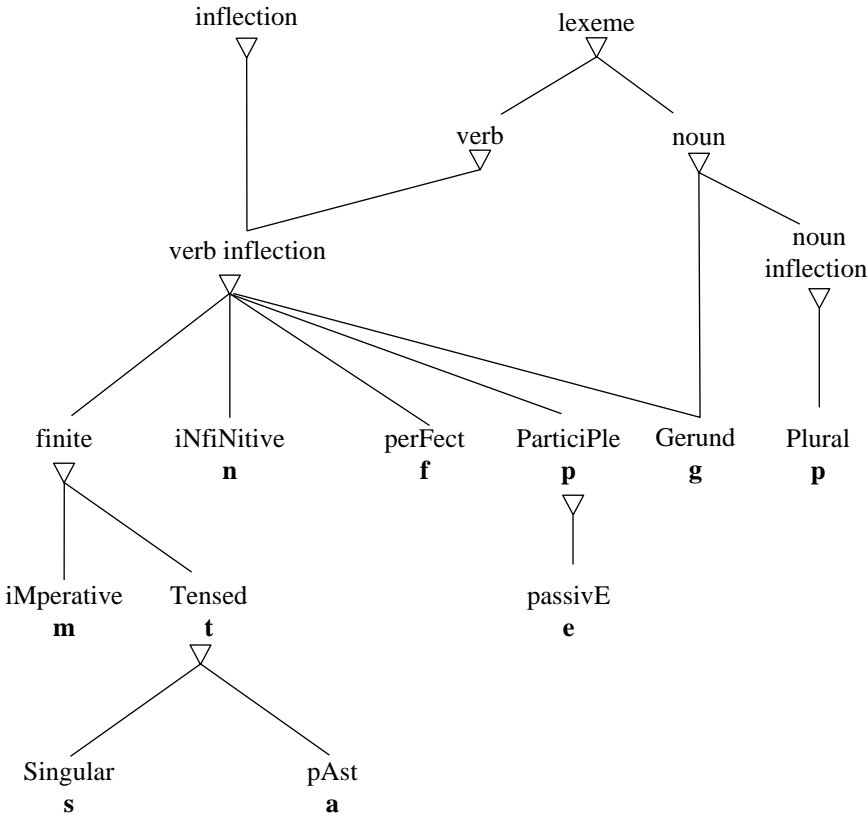 inflection
lexeme
verb
noun
verb inflection
noun
inflection
finite
iNfiNitive
n
perFect
f
ParticiPle
p
Gerund
g
Plural
p
iMperative
m
Tensed
t
passivE
e
Singular
s
pAst
a